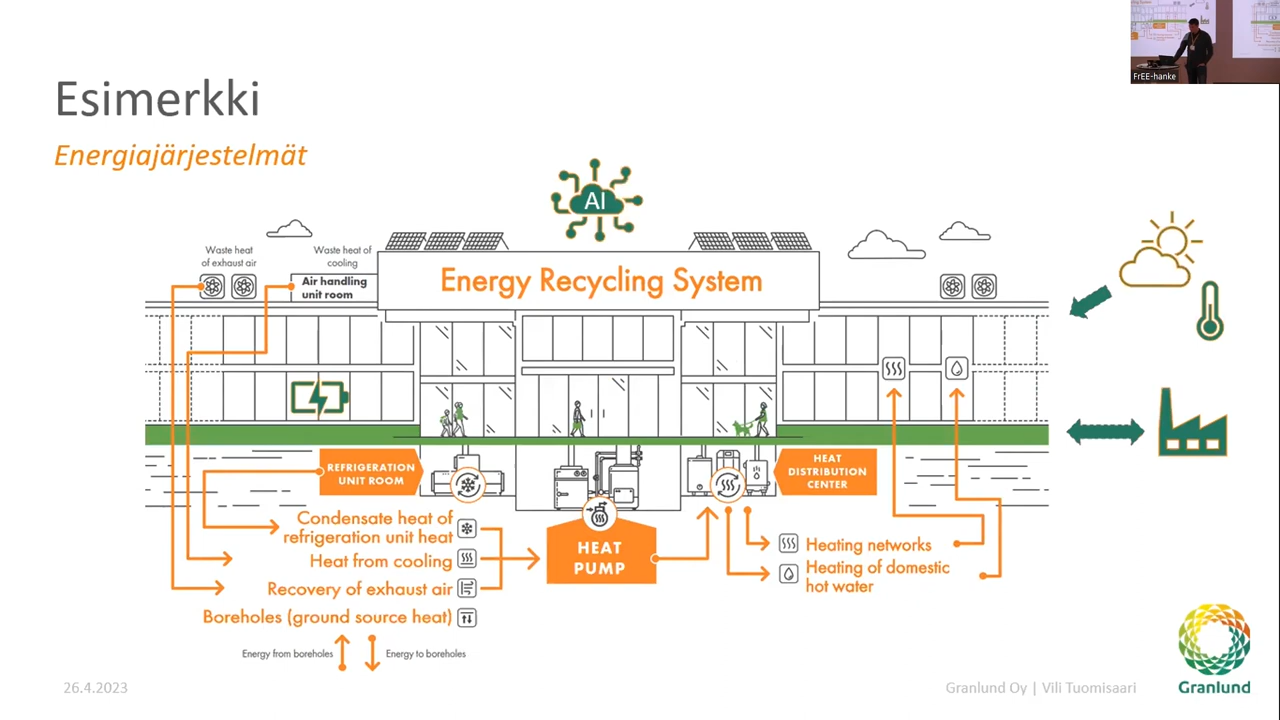 FrEE-hanke
Esimerkki
Energiajärjestelmät
AI
Waste heat
of exhaust air
Waste heat of
cooling
Air handling
unit room
Energy Recycling System
REFRIGERATION
UNIT ROOM
HEAT
DISTRIBUTION
CENTER
Condensate heat of
refrigeration unit heat
Heat from cooling
Recovery of exhaust air
Boreholes (ground source heat)
HEAT
PUMP
Heating networks
Heating of domestic
hot water
Energy from boreholes
Energy to boreholes
26.4.2023
Granlund Oy | Vili Tuomisaari
Granlund